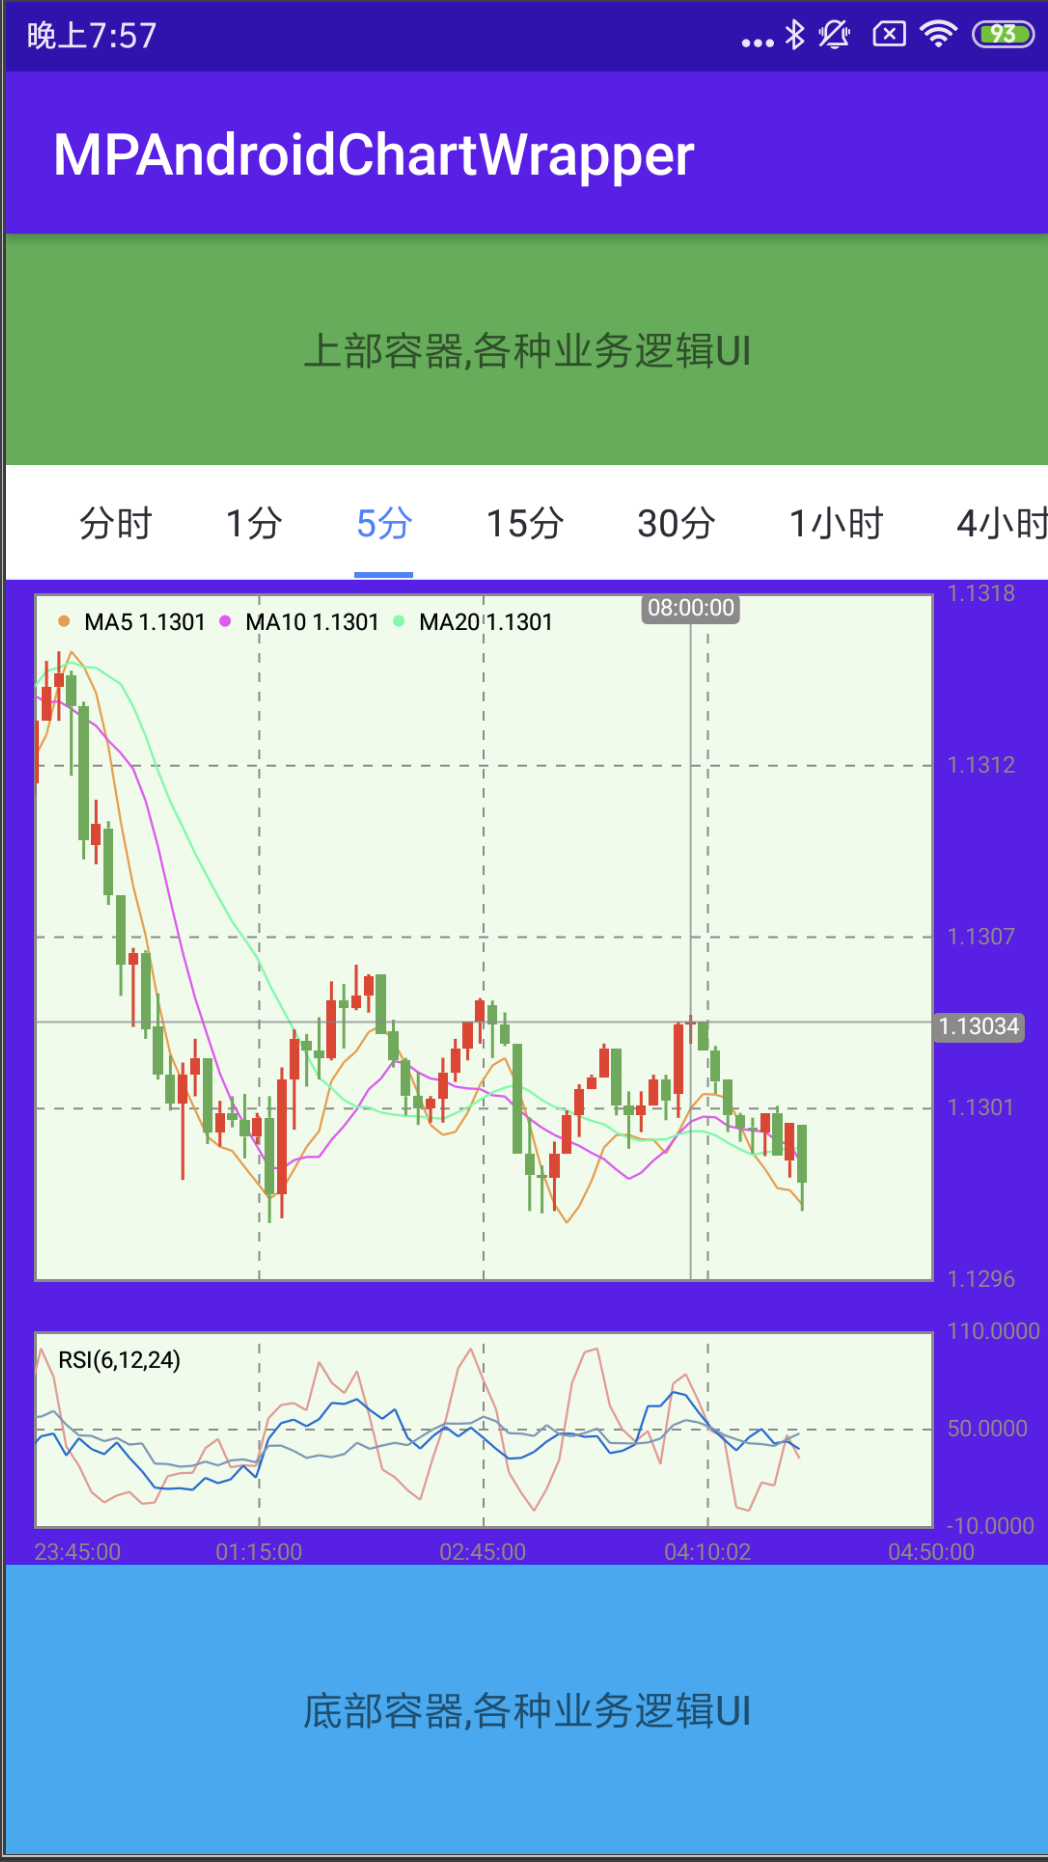 晚上7:57
93
MPAndroidChartWrapper
上部容器,各种业务逻辑UI
分时 1分 5分 15分 30分 1小时 4小时
1.1318
08:00:00
MA5 1.1301 MA10 1.1301 MA20 1.1301
1.1312
1.1307
1.13034
1.1301
1.1296
110.0000
RSI(6,12,24)
50.0000
-10.0000
23:45:00 01:15:00 02:45:00 04:10:02 04:50:00
底部容器,各种业务逻辑UI